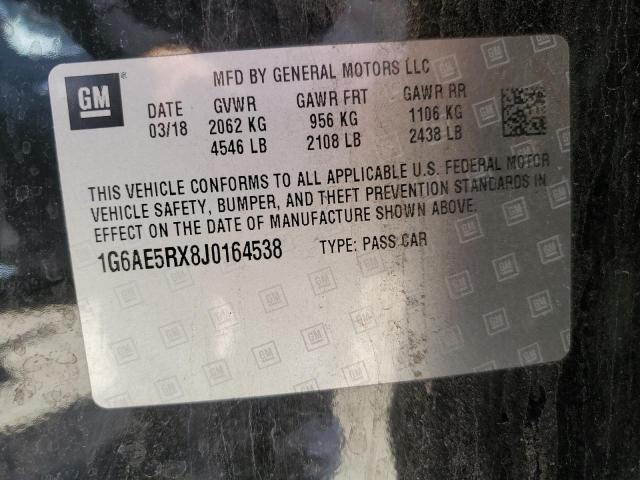 GM
MFD BY GENERAL MOTORS LLC
DATE GVWR GAWR FRT GAWR RR
03/18 2062 KG 956 KG 1106 KG
4546 LB 2108 LB 2438 LB
THIS VEHICLE CONFORMS TO ALL APPLICABLE U.S. FEDERAL MOTOR
VEHICLE SAFETY, BUMPER, AND THEFT PREVENTION STANDARDS IN
EFFECT ON THE DATE OF MANUFACTURE SHOWN ABOVE.
1G6AE5RX8J0164538 TYPE: PASS CAR